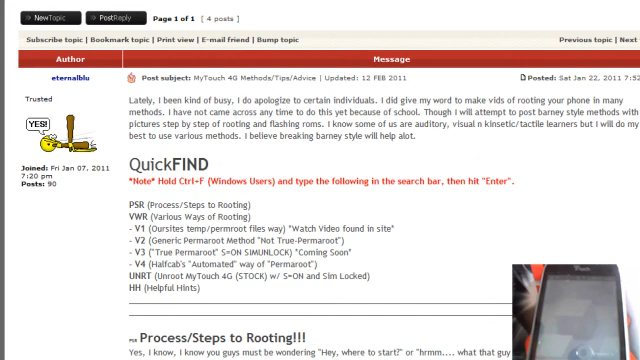 NewTopic PostReply Page 1 of 1 [ 4 posts ]
Subscribe topic | Bookmark topic | Print view | E-mail friend | Bump topic Previous topic | Next
Author Message
eternalblu Post subject: MyTouch 4G Methods/Tips/Advice | Updated: 12 FEB 2011 Posted: Sat Jan 22, 2011 7:52
Trusted
YES!
Joined: Fri Jan 07, 2011
7:20 pm
Posts: 90
Lately, I been kind of busy, I do apologize to certain individuals. I did give my word to make vids of rooting your phone in many
methods. I have not came across any time to do this yet because of school. Though I will attempt to post barney style methods with
pictures step by step of rooting and flashing roms. I know some of us are auditory, visual n kinsetic/tactile learners but I will do my
best to use various methods. I believe breaking barney style will help alot.
QuickFIND
*Note* Hold Ctrl+F (Windows Users) and type the following in the search bar, then hit "Enter".
PSR (Process/Steps to Rooting)
VWR (Various Ways of Rooting)
- V1 (Oursites temp/permroot files way) *Watch Video found in site*
- V2 (Generic Permaroot Method "Not True-Permaroot")
- V3 ("True Permaroot" S=ON SIMUNLOCK) *Coming Soon*
- V4 (Halfcab's "Automated" way of "Permaroot")
UNRT (Unroot MyTouch 4G (STOCK) w/ S=ON and Sim Locked)
HH (Helpful Hints)
PSR Process/Steps to Rooting!!!
Yes, I know, I know you guys must be wondering "Hey, where to start?" or "hrmm.... what that guy